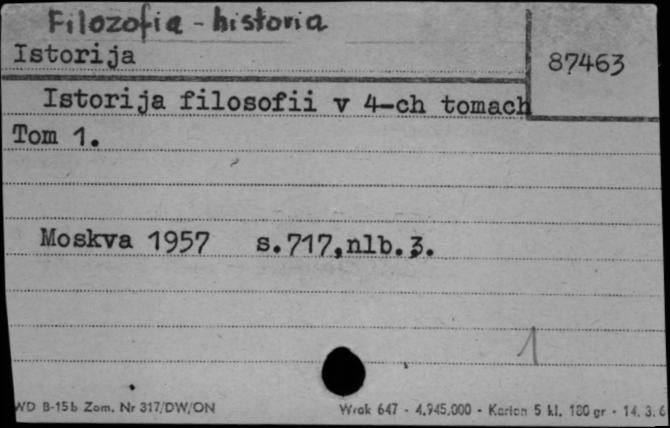 Filozofia - historia
Istorija
87463
Istorija filosofii v 4-ch tomach
Tom 1.
Moskva 1957 s.717,nlb.3.
1
WD B-15b Zam. Nr 317/DW/ON Wrok 647 - 4.945.000 - Karton 5 kl. 180 gr - 14. 3. 6